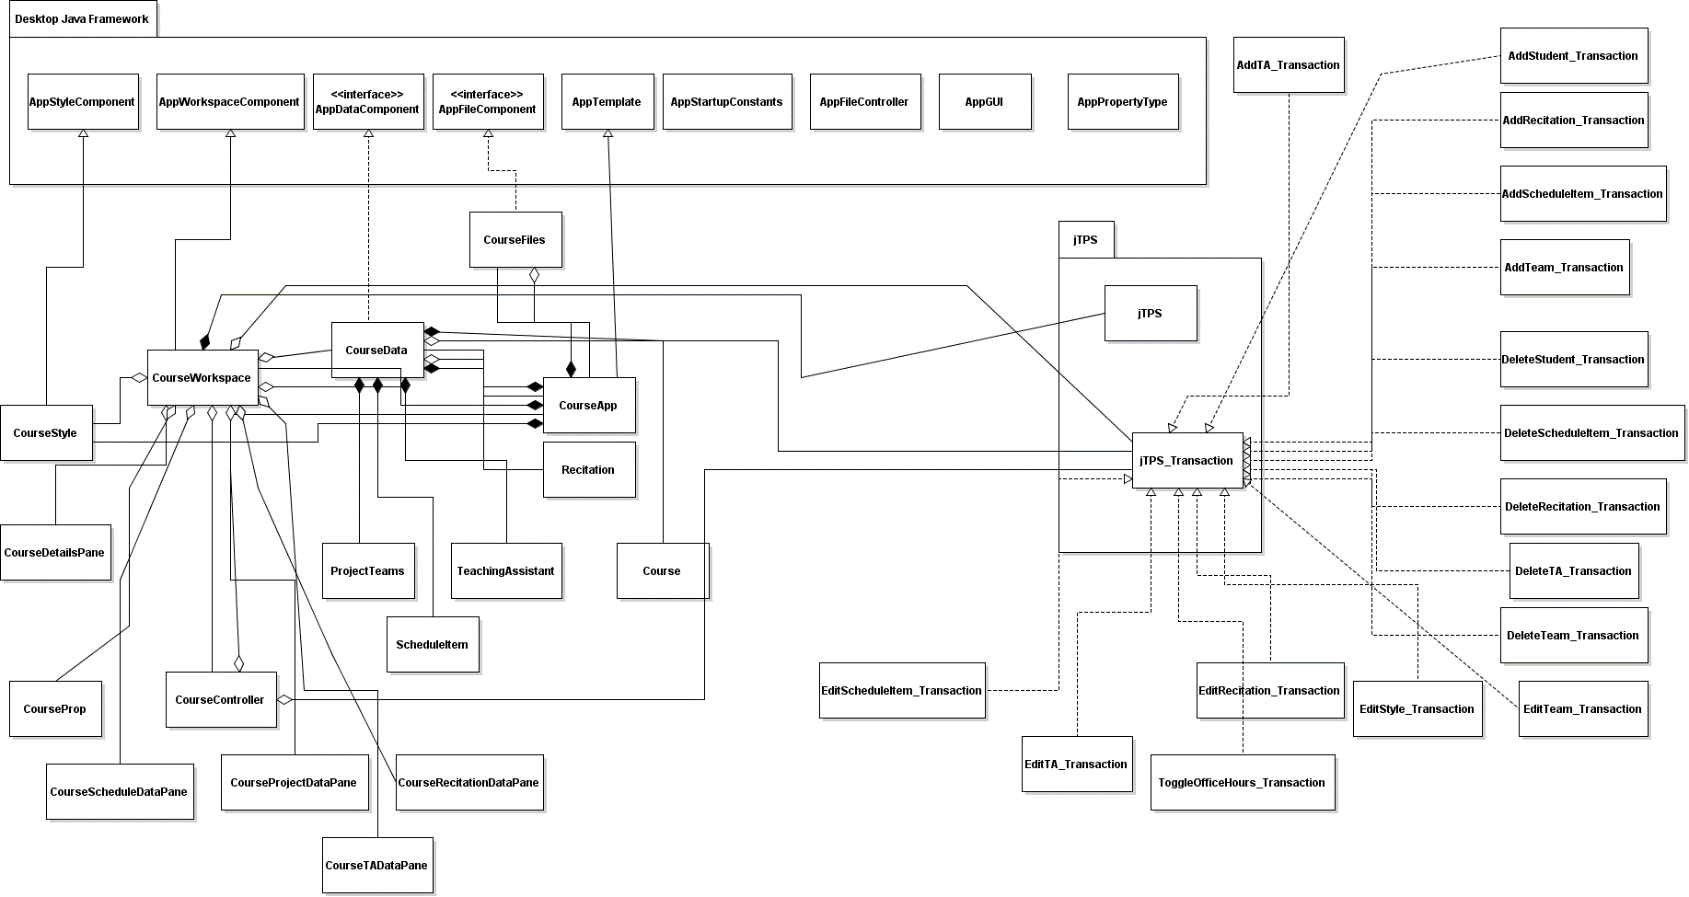 Desktop Java Framework
AppStyleComponent
AppWorkspaceComponent
<<interface>>
AppDataComponent
<<interface>>
AppFileComponent
AppTemplate
AppStartupConstants
AppFileController
AppGUI
AppPropertyType
AddTA_Transaction
AddStudent_Transaction
AddRecitation_Transaction
AddScheduleItem_Transaction
AddTeam_Transaction
CourseFiles
jTPS
jTPS
CourseData
CourseWorkspace
CourseApp
CourseStyle
Recitation
jTPS_Transaction
DeleteStudent_Transaction
DeleteScheduleItem_Transaction
DeleteRecitation_Transaction
DeleteTA_Transaction
DeleteTeam_Transaction
CourseDetailsPane
ProjectTeams
TeachingAssistant
Course
ScheduleItem
CourseProp
CourseController
EditScheduleItem_Transaction
EditRecitation_Transaction
EditStyle_Transaction
EditTeam_Transaction
CourseScheduleDataPane
CourseProjectDataPane
CourseRecitationDataPane
EditTA_Transaction
ToggleOfficeHours_Transaction
CourseTADataPane